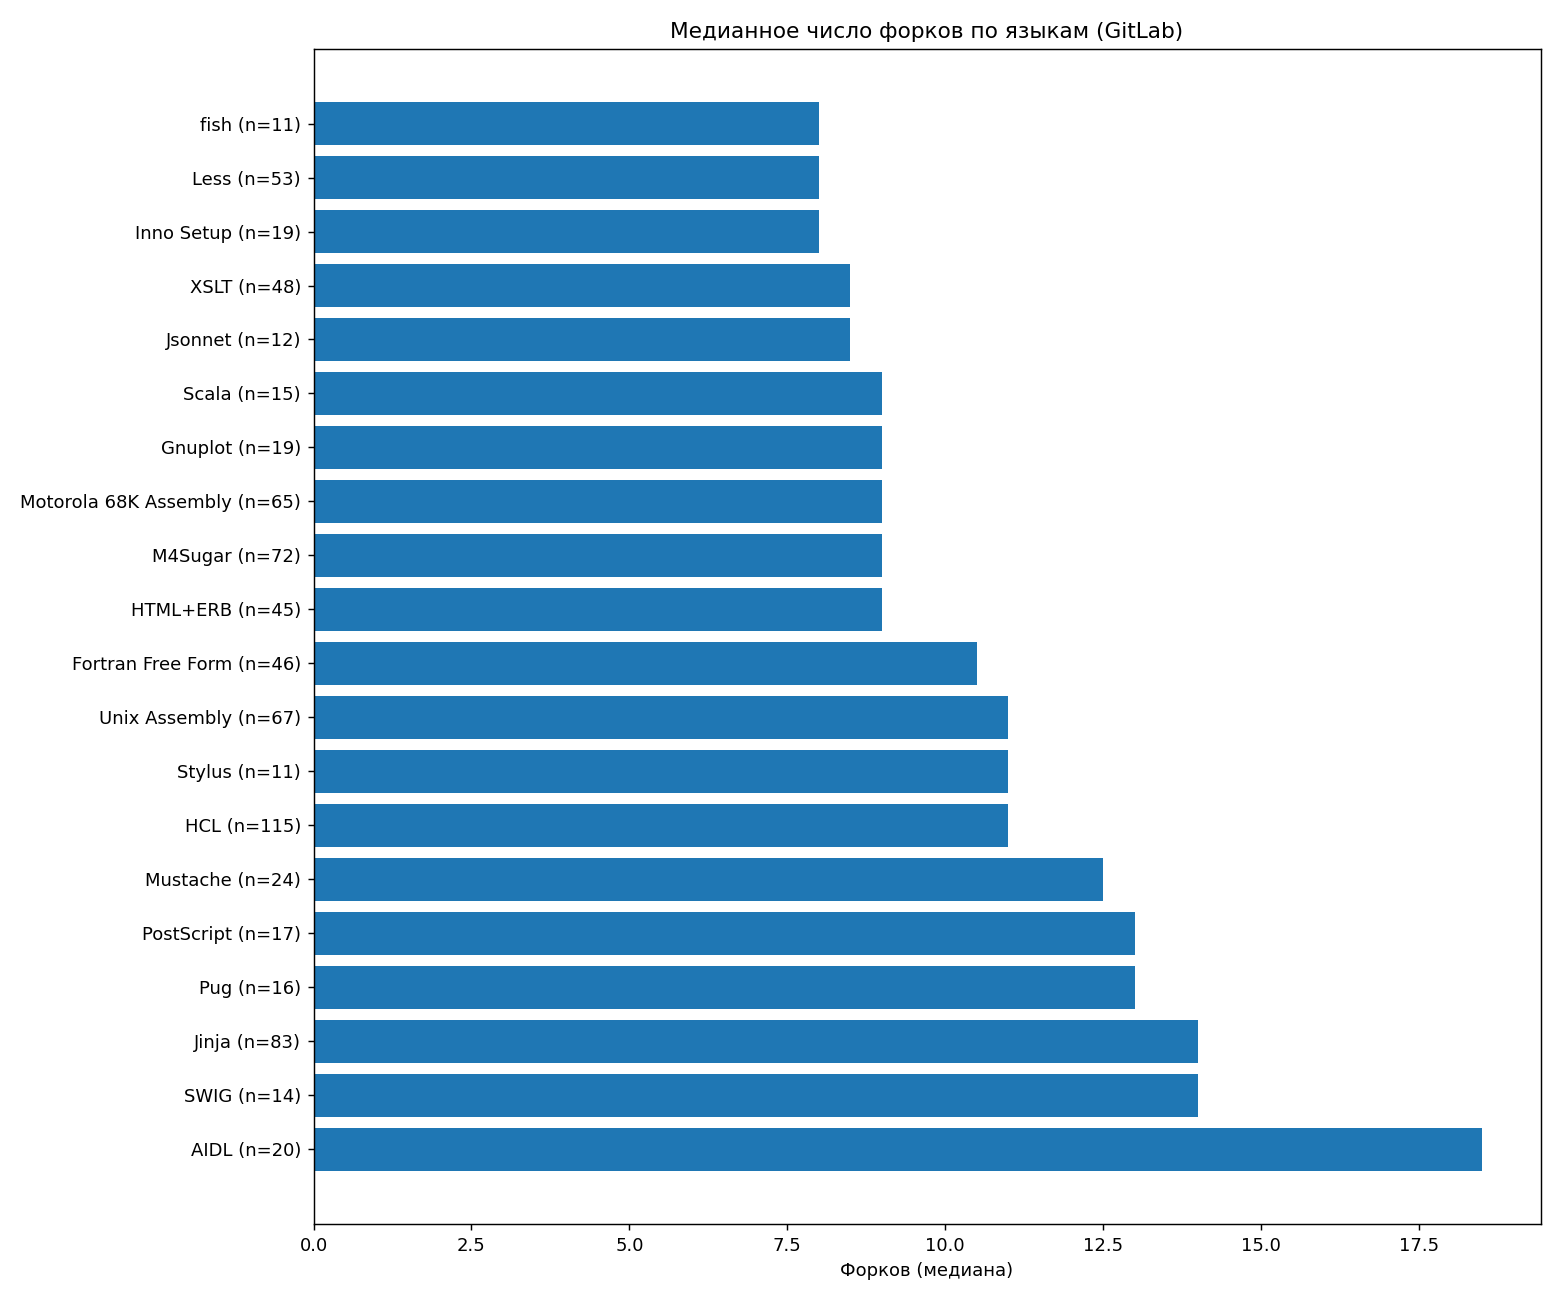 Медианное число форков по языкам (GitLab)
fish (n=11)
Less (n=53)
Inno Setup (n=19)
XSLT (n=48)
Jsonnet (n=12)
Scala (n=15)
Gnuplot (n=19)
Motorola 68K Assembly (n=65)
M4Sugar (n=72)
HTML+ERB (n=45)
Fortran Free Form (n=46)
Unix Assembly (n=67)
Stylus (n=11)
HCL (n=115)
Mustache (n=24)
PostScript (n=17)
Pug (n=16)
Jinja (n=83)
SWIG (n=14)
AIDL (n=20)
0.0 2.5 5.0 7.5 10.0 12.5 15.0 17.5
Форков (медиана)